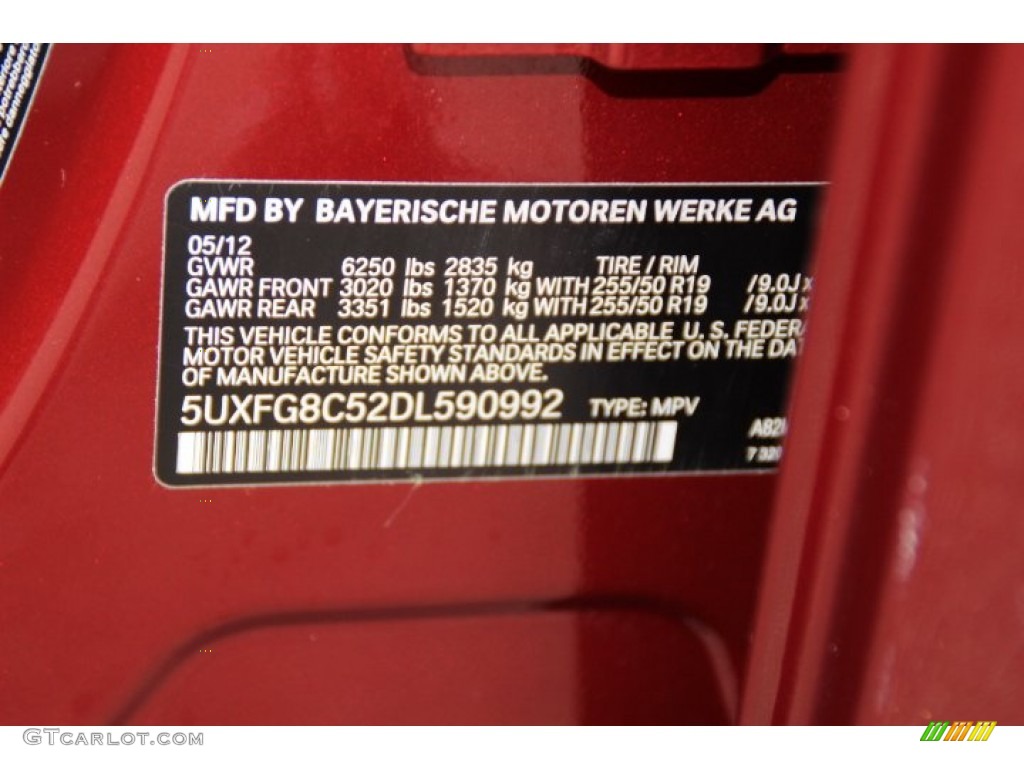 MFD BY BAYERISCHE MOTOREN WERKE AG
05/12
GVWR 6250 lbs 2835 kg TIRE / RIM
GAWR FRONT 3020 lbs 1370 kg WITH 255/50 R19 /9.0J x
GAWR REAR 3351 lbs 1520 kg WITH 255/50 R19 /9.0J x
THIS VEHICLE CONFORMS TO ALL APPLICABLE U. S. FEDERA
MOTOR VEHICLE SAFETY STANDARDS IN EFFECT ON THE DAT
OF MANUFACTURE SHOWN ABOVE.
5UXFG8C52DL590992 TYPE: MPV
A82
GTCARLOT.COM